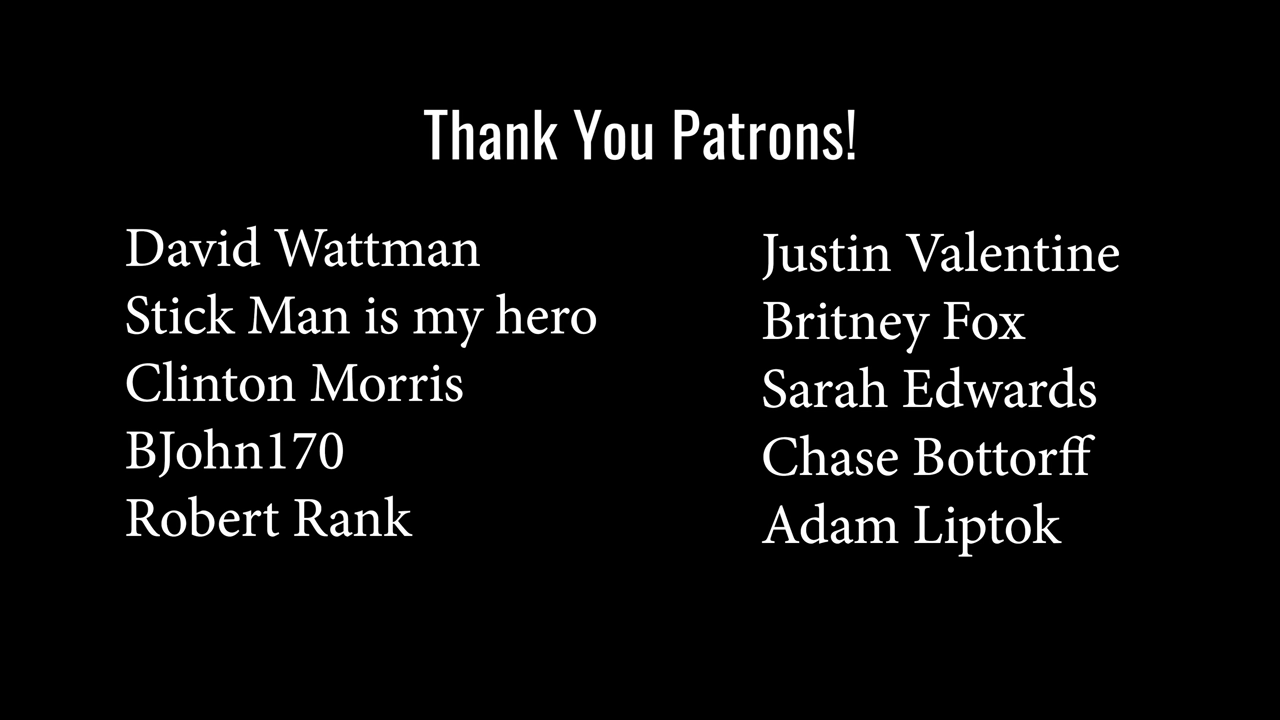 Thank You Patrons!
David Wattman
Stick Man is my hero
Clinton Morris
BJohn170
Robert Rank
Justin Valentine
Britney Fox
Sarah Edwards
Chase Bottorff
Adam Liptok